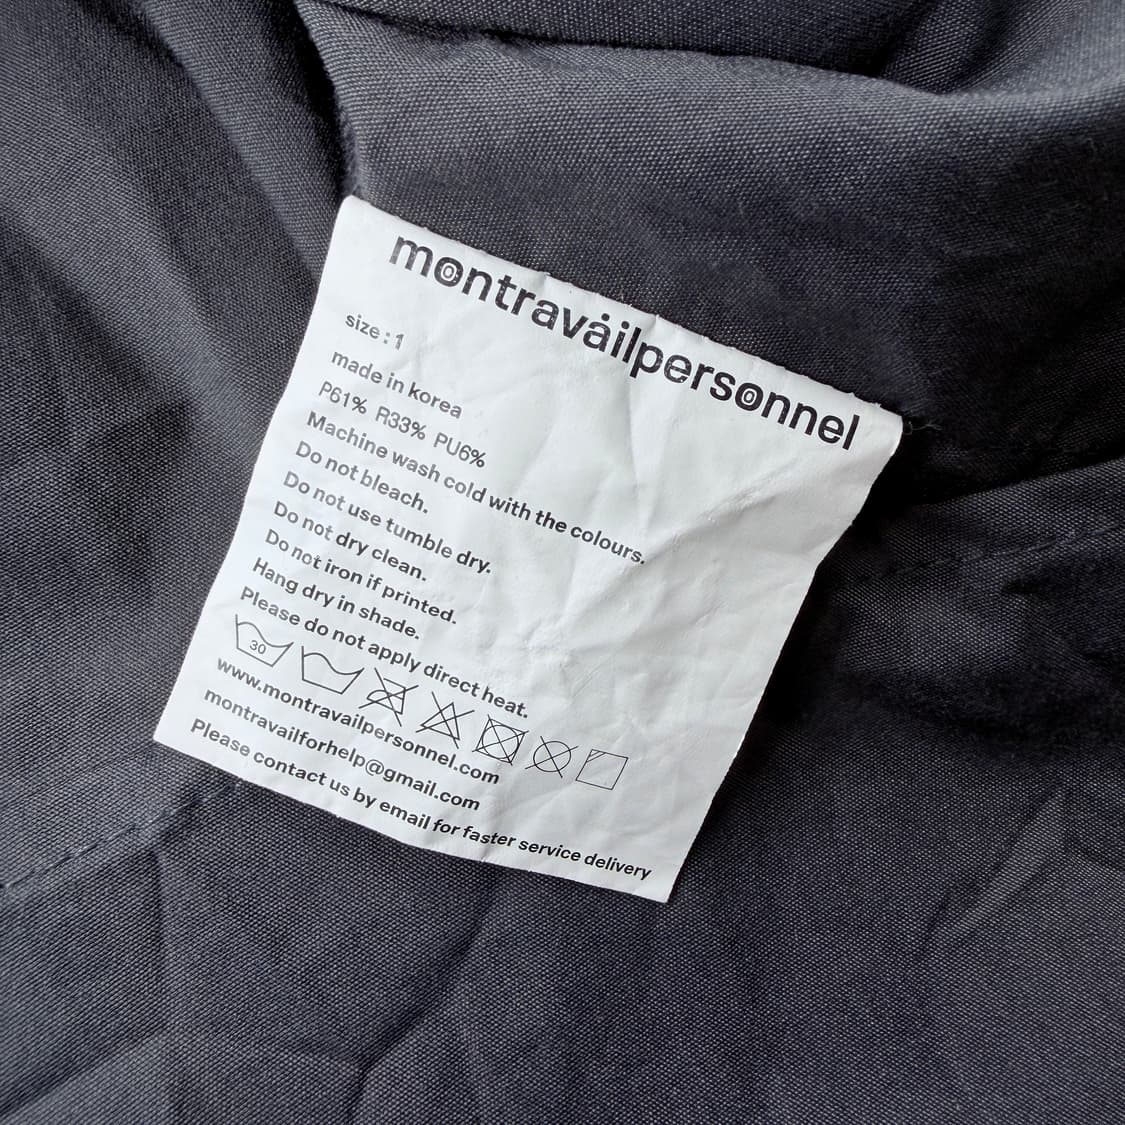 montraváilpersonnel
size : 1
made in korea
P61% R33% PU6%
Machine wash cold with the colours.
Do not bleach.
Do not use tumble dry.
Do not dry clean.
Do not iron if printed.
Hang dry in shade.
Please do not apply direct heat.
30
www.montravailpersonnel.com
montravailforhelp@gmail.com
Please contact us by email for faster service delivery